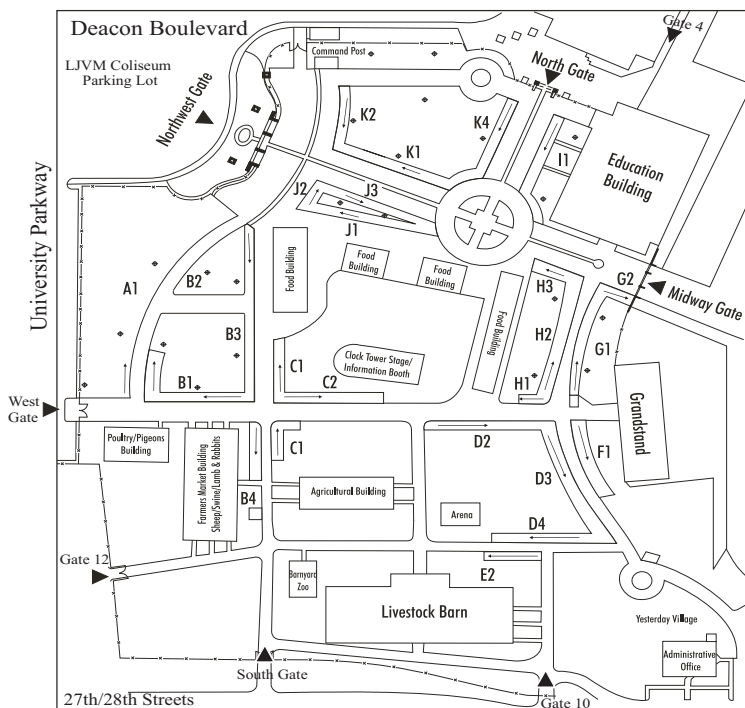 Deacon Boulevard
Gate 4
LJVM Coliseum
Parking Lot
Command Post
Northwest Gate
North Gate
K2
K4
K1
I1
Education
Building
University Parkway
J2
J3
J1
A1
B2
Food Building
Food
Building
Food
Building
Food Building
G2
H3
Midway Gate
B3
H2
G1
C1
Clock Tower Stage/
Information Booth
B1
C2
H1
West
Gate
Grandstand
Poultry/Pigeons
Building
Farmers Market Building
Sheep/Swine/Lamb & Rabbits
C1
D2
F1
D3
B4
Agricultural Building
Arena
D4
Gate 12
Barnyard
Zoo
E2
Livestock Barn
Yesterday Village
Administrative
Office
South Gate
Gate 10
27th/28th Streets